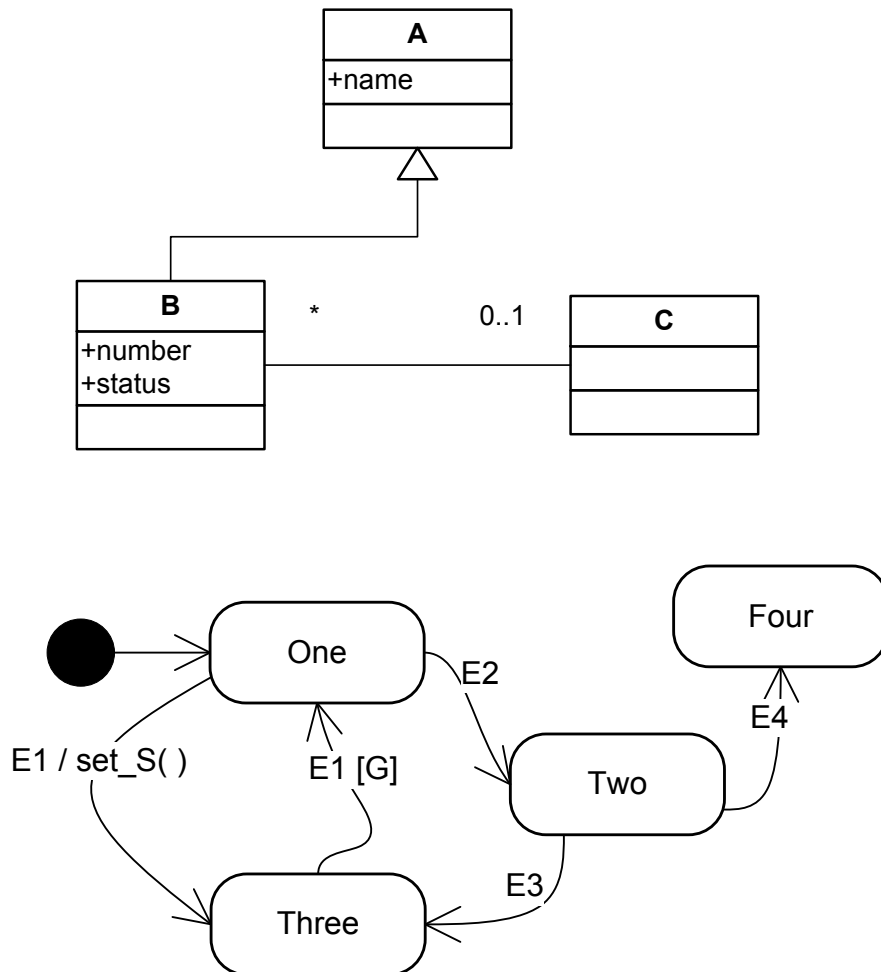 A
+name
B
+number
+status
*
0..1
C
Four
One
E2
E4
E1 / set_S( )
E1 [G]
Two
E3
Three